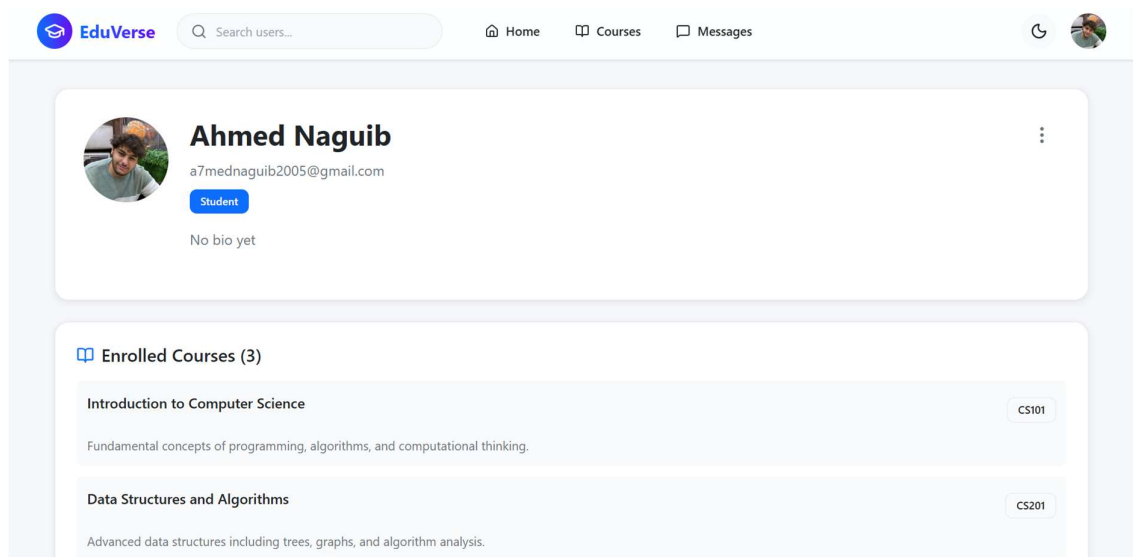 EduVerse Search users... Home Courses Messages
Ahmed Naguib
a7mednaguib2005@gmail.com
Student
No bio yet
Enrolled Courses (3)
Introduction to Computer Science CS101
Fundamental concepts of programming, algorithms, and computational thinking.
Data Structures and Algorithms CS201
Advanced data structures including trees, graphs, and algorithm analysis.